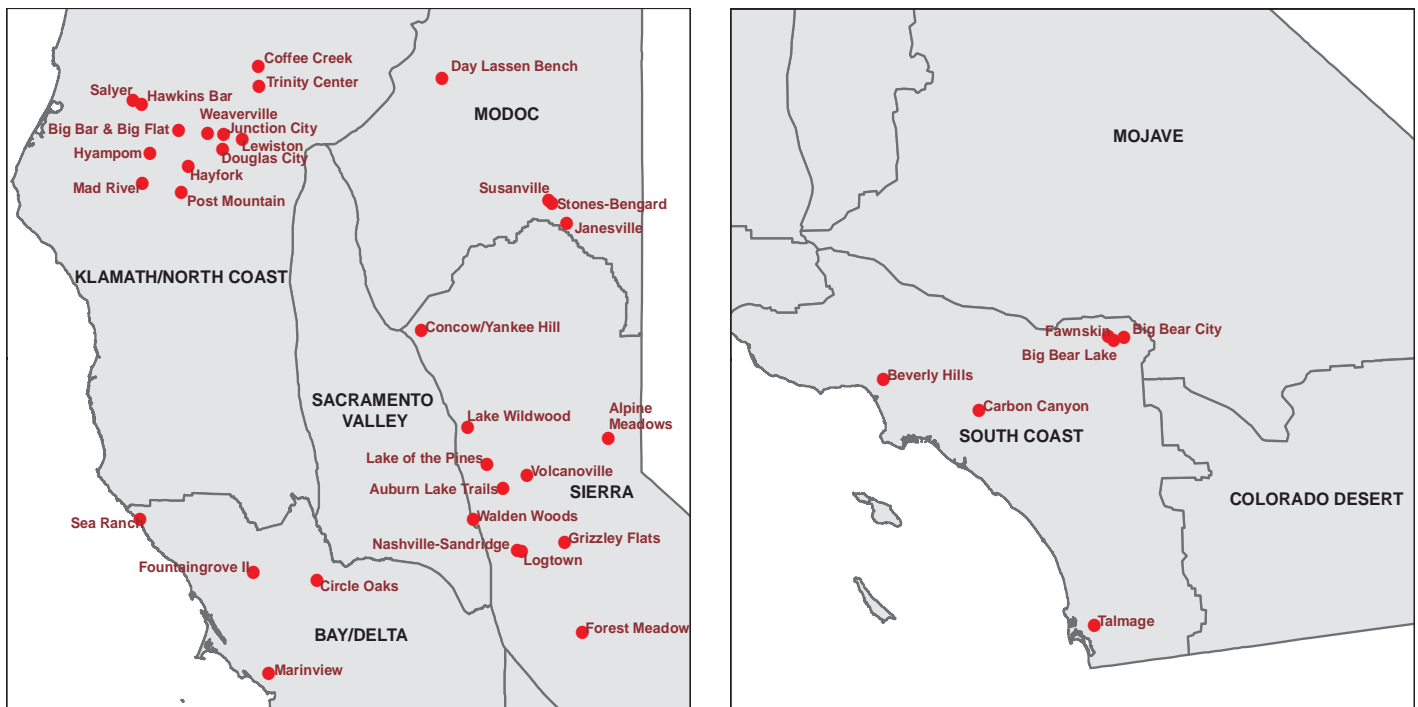 Coffee Creek
Trinity Center
Day Lassen Bench
Salyer
Hawkins Bar
MODOC
Weaverville
Big Bar & Big Flat
Junction City
Lewiston
Hyampom
Douglas City
Hayfork
Mad River
Post Mountain
Susanville
Stones-Bengard
Janesville
KLAMATH/NORTH COAST
Concow/Yankee Hill
SACRAMENTO
VALLEY
Lake Wildwood
Alpine
Meadows
Lake of the Pines
Volcanoville
Auburn Lake Trails
SIERRA
Sea Ranch
Walden Woods
Nashville-Sandridge
Grizzley Flats
Logtown
Fountaingrove II
Circle Oaks
BAY/DELTA
Forest Meadow
Marinview
MOJAVE
Fawnskin
Big Bear City
Big Bear Lake
Beverly Hills
Carbon Canyon
SOUTH COAST
COLORADO DESERT
Talmage